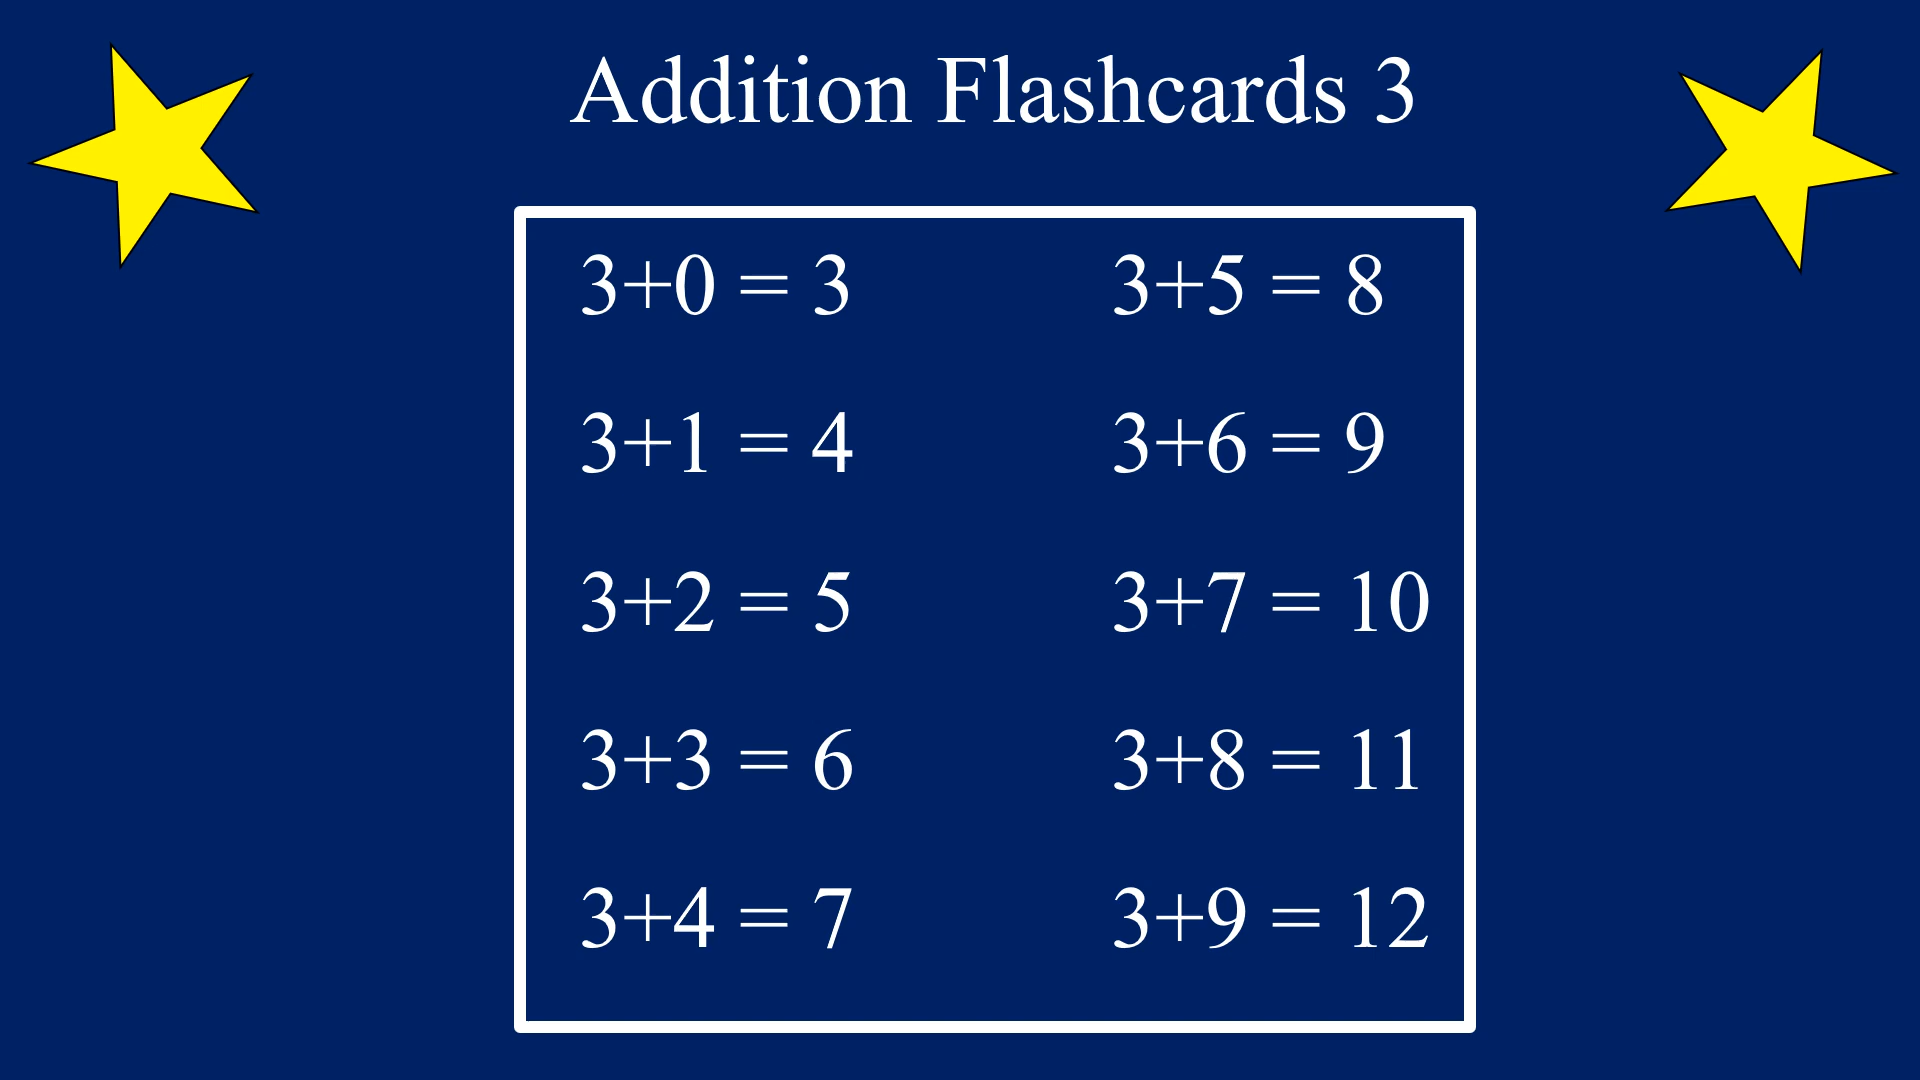 Addition Flashcards 3
3+0 = 3
3+1 = 4
3+2 = 5
3+3 = 6
3+4 = 7
3+5 = 8
3+6 = 9
3+7 = 10
3+8 = 11
3+9 = 12